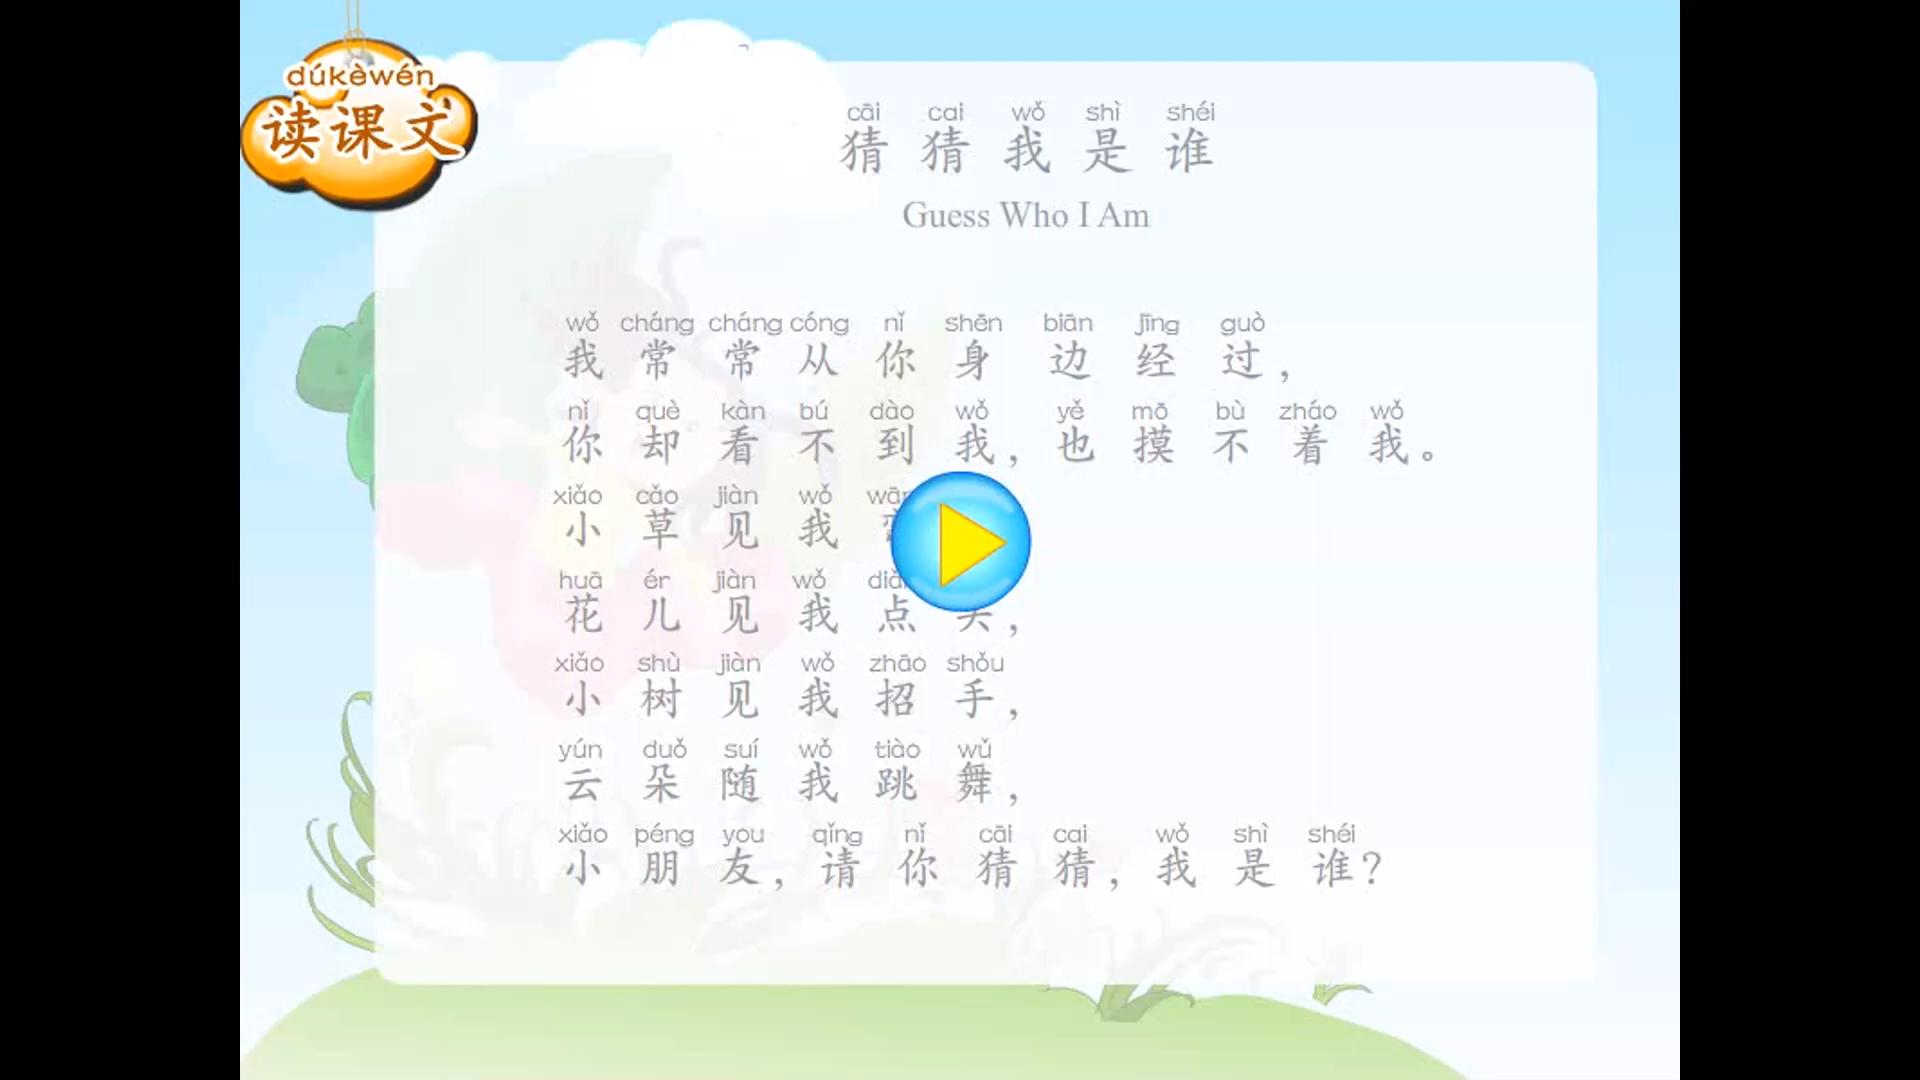 dúkèwén
读课文
cāi cai wǒ shì shéi
猜猜我是谁
Guess Who I Am
wǒ cháng cháng cóng nǐ shēn biān jīng guò
我常常从你身边经过，
nǐ què kàn bú dào wǒ yě mō bù zháo wǒ
你却看不到我，也摸不着我。
xiǎo cǎo jiàn wǒ
小草见我
huā ér jiàn wǒ
花儿见我点头，
xiǎo shù jiàn wǒ zhāo shǒu
小树见我招手，
yún duǒ suí wǒ tiào wǔ
云朵随我跳舞，
xiǎo péng you qǐng nǐ cāi cai wǒ shì shéi
小朋友，请你猜猜，我是谁？